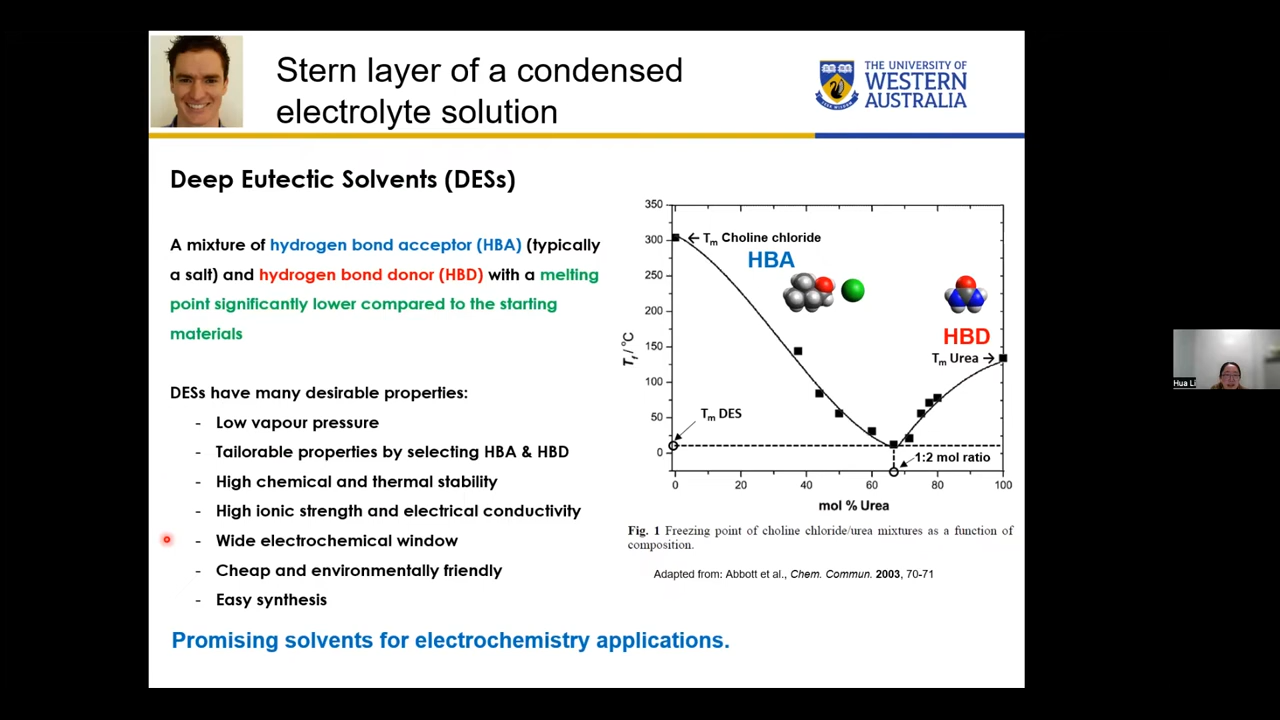 Stern layer of a condensed
electrolyte solution
THE UNIVERSITY OF
WESTERN
AUSTRALIA
Deep Eutectic Solvents (DESs)
A mixture of hydrogen bond acceptor (HBA) (typically
a salt) and hydrogen bond donor (HBD) with a melting
point significantly lower compared to the starting
materials
DESs have many desirable properties:
- Low vapour pressure
- Tailorable properties by selecting HBA & HBD
- High chemical and thermal stability
- High ionic strength and electrical conductivity
- Wide electrochemical window
- Cheap and environmentally friendly
- Easy synthesis
Promising solvents for electrochemistry applications.
350
300
250
200
150
100
50
0
Tf / °C
Tm Choline chloride
HBA
HBD
Tm Urea
Tm DES
1:2 mol ratio
0 20 40 60 80 100
mol % Urea
Fig. 1 Freezing point of choline chloride/urea mixtures as a function of
composition.
Adapted from: Abbott et al., Chem. Commun. 2003, 70-71
Hua Li